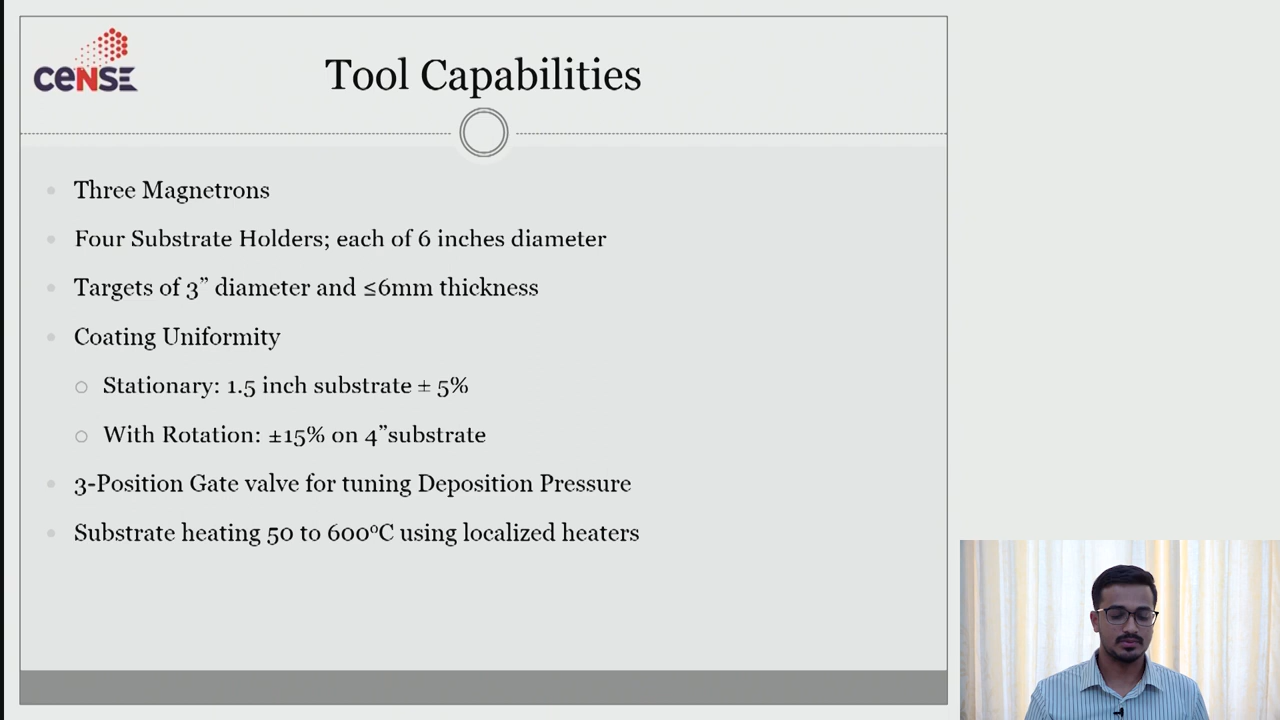 CeNSE
Tool Capabilities
Three Magnetrons
Four Substrate Holders; each of 6 inches diameter
Targets of 3” diameter and ≤6mm thickness
Coating Uniformity
Stationary: 1.5 inch substrate ± 5%
With Rotation: ±15% on 4”substrate
3-Position Gate valve for tuning Deposition Pressure
Substrate heating 50 to 600ºC using localized heaters